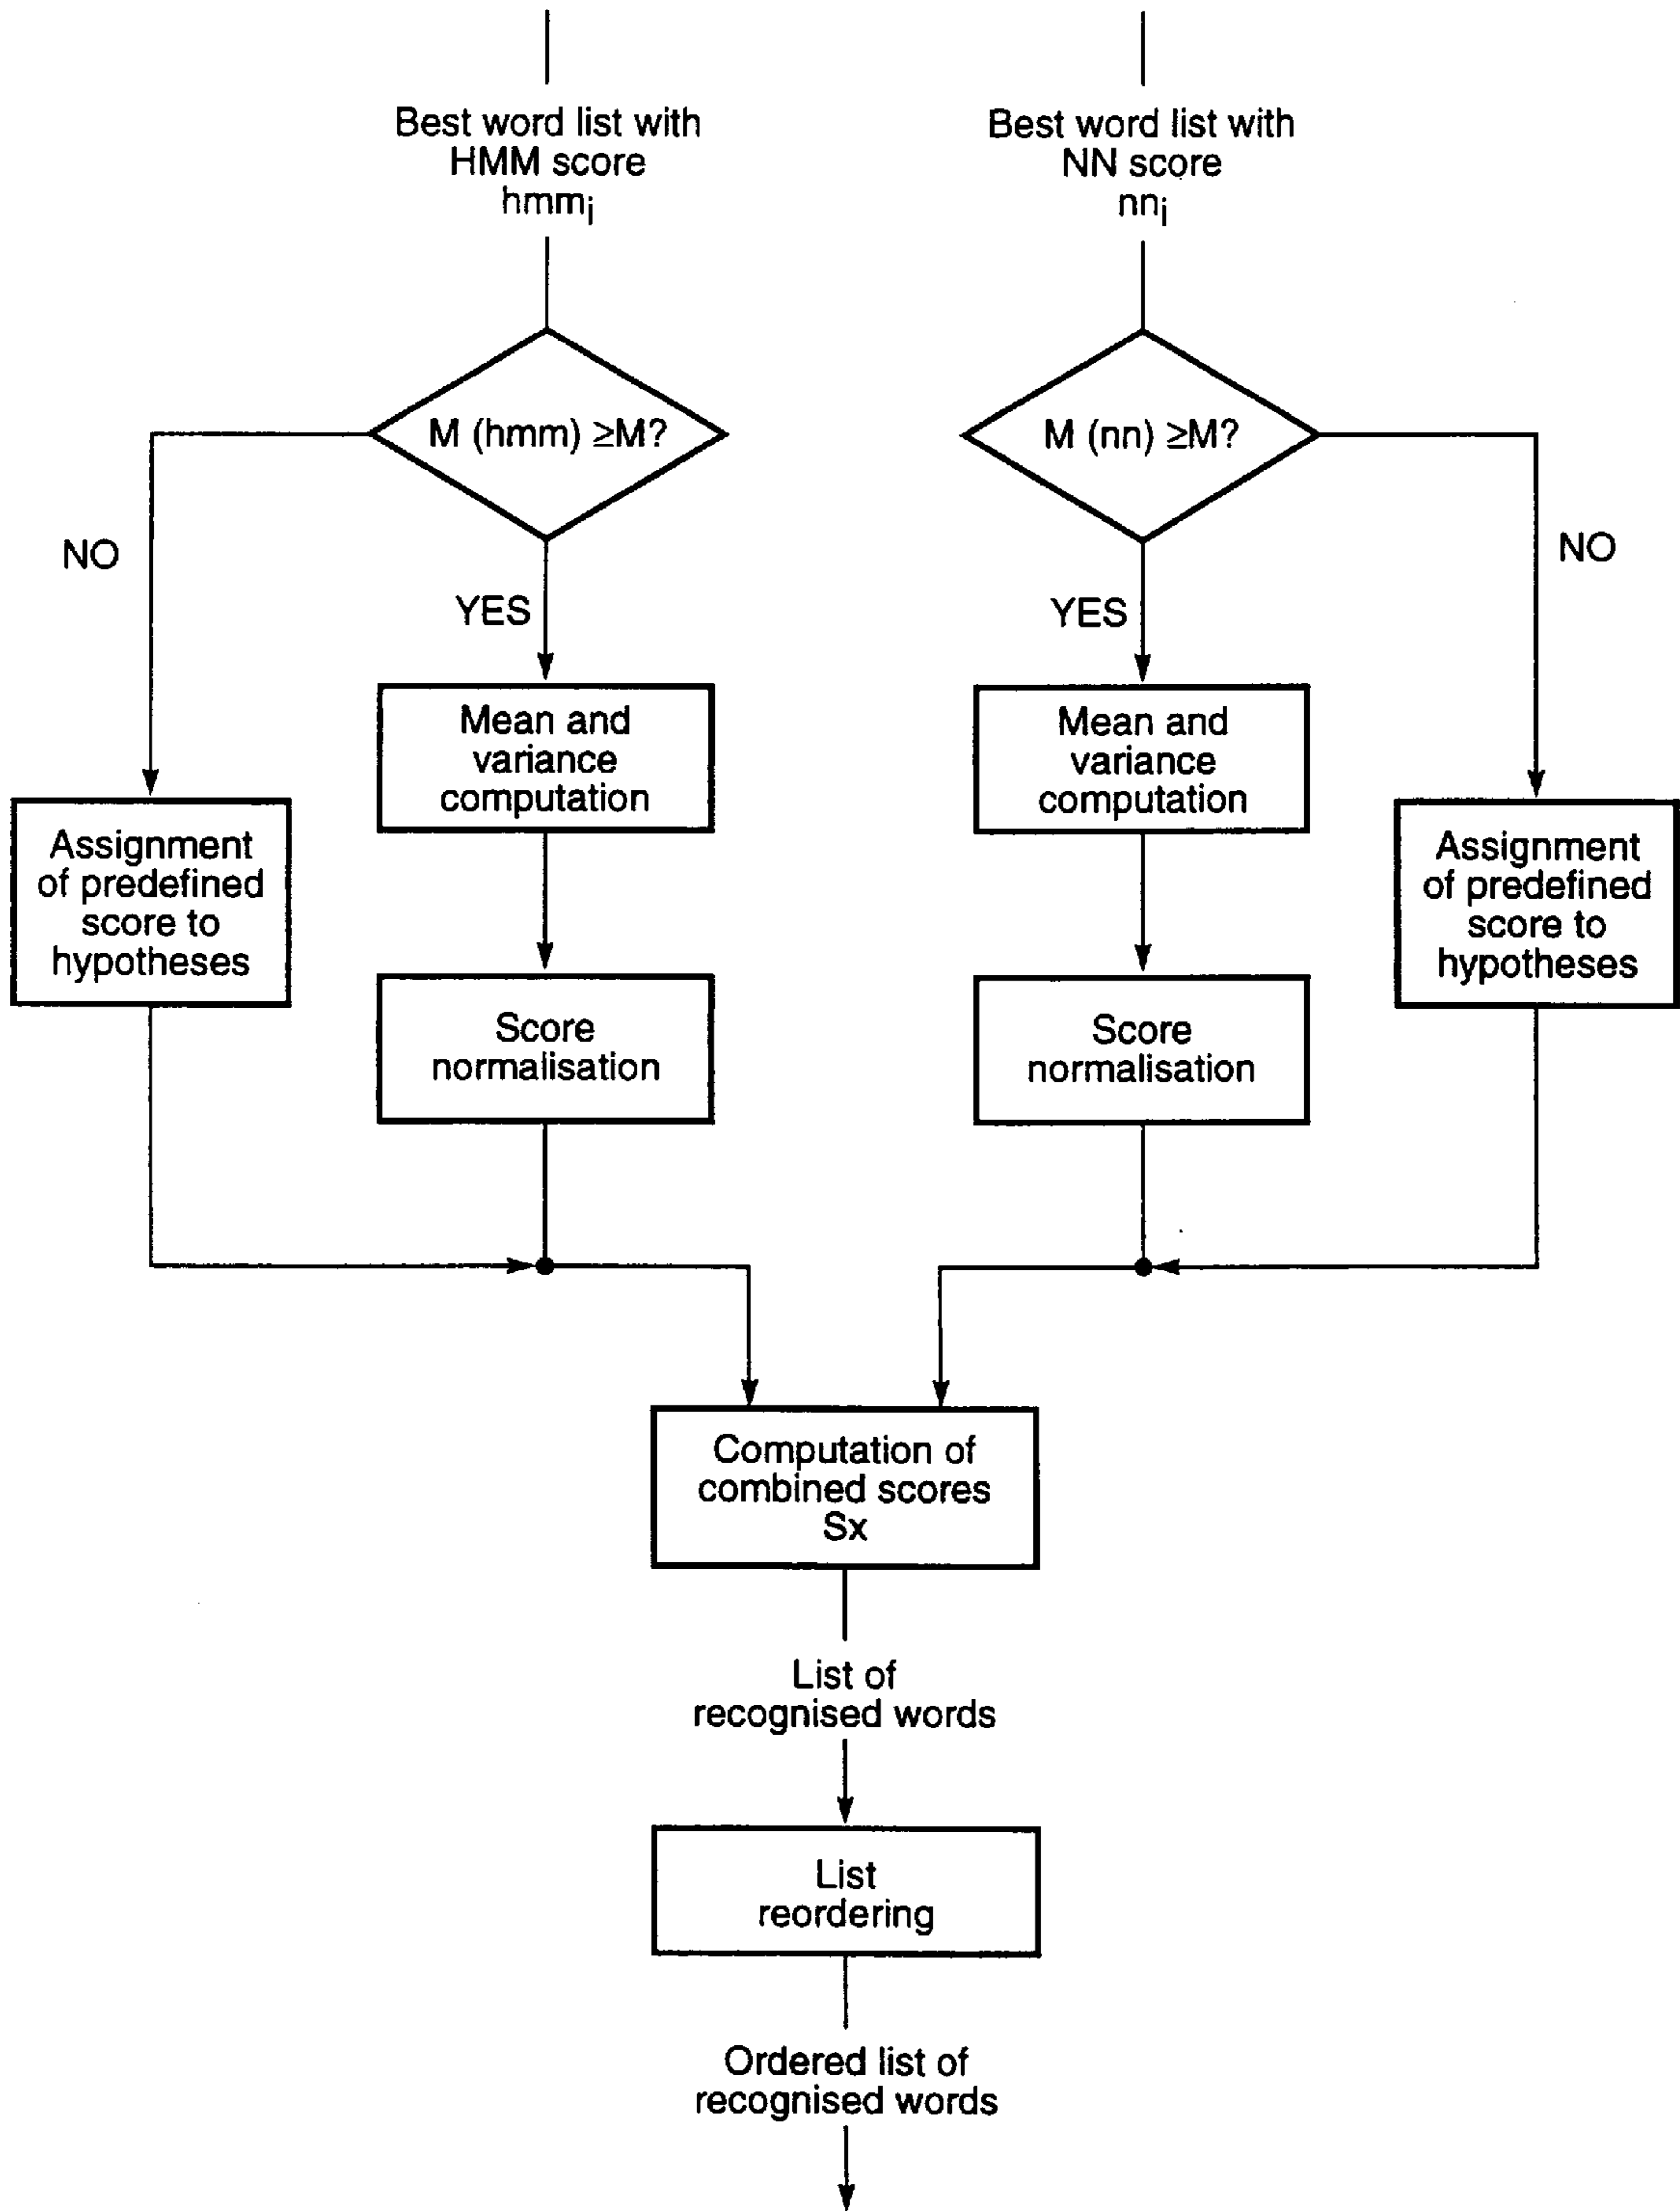 Best word list with
HMM score
hmmi
Best word list with
NN score
nni
M (hmm) ≥M?
M (nn) ≥M?
NO
YES
YES
NO
Mean and
variance
computation
Mean and
variance
computation
Assignment
of predefined
score to
hypotheses
Assignment
of predefined
score to
hypotheses
Score
normalisation
Score
normalisation
Computation of
combined scores
Sx
List of
recognised words
List
reordering
Ordered list of
recognised words